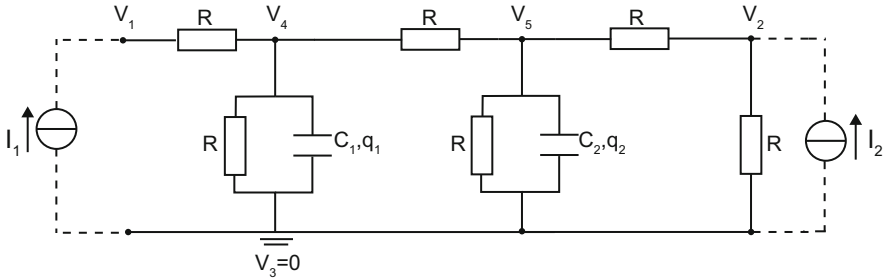 V₁ R V₄ R V₅ R V₂
I₁ R C₁,q₁ R C₂,q₂ R I₂
V₃=0